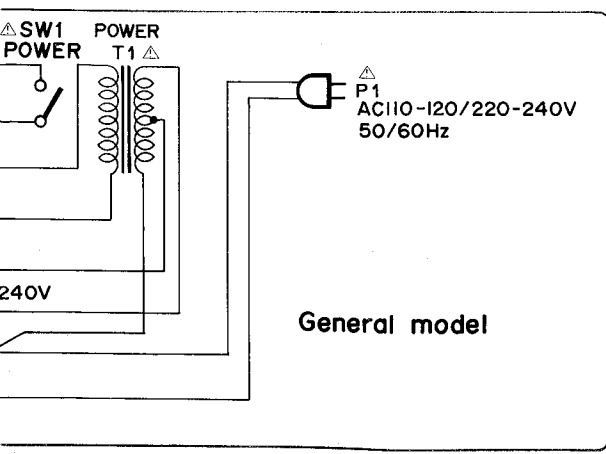 ⚠SW1
POWER
POWER
T1⚠
⚠
P1
AC110-120/220-240V
50/60Hz
240V
General model